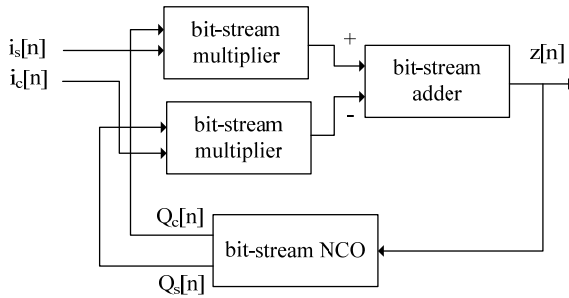 bit-stream
multiplier
+
i_s[n]
i_c[n]
bit-stream
adder
z[n]
bit-stream
multiplier
-
Q_c[n]
bit-stream NCO
Q_s[n]